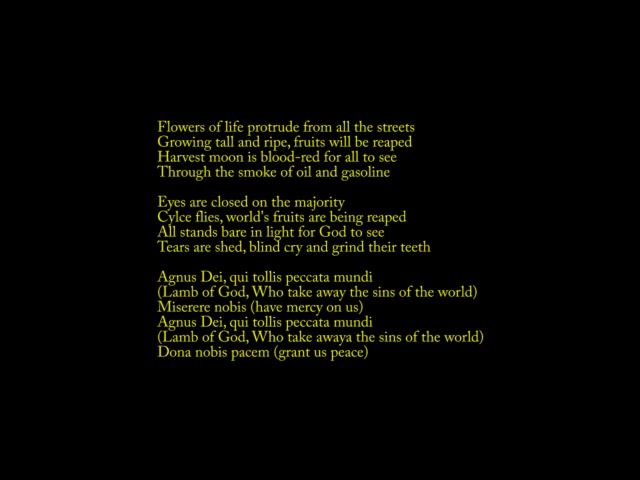 Flowers of life protrude from all the streets
Growing tall and ripe, fruits will be reaped
Harvest moon is blood-red for all to see
Through the smoke of oil and gasoline
Eyes are closed on the majority
Cylce flies, world's fruits are being reaped
All stands bare in light for God to see
Tears are shed, blind cry and grind their teeth
Agnus Dei, qui tollis peccata mundi
(Lamb of God, Who take away the sins of the world)
Miserere nobis (have mercy on us)
Agnus Dei, qui tollis peccata mundi
(Lamb of God, Who take awaya the sins of the world)
Dona nobis pacem (grant us peace)